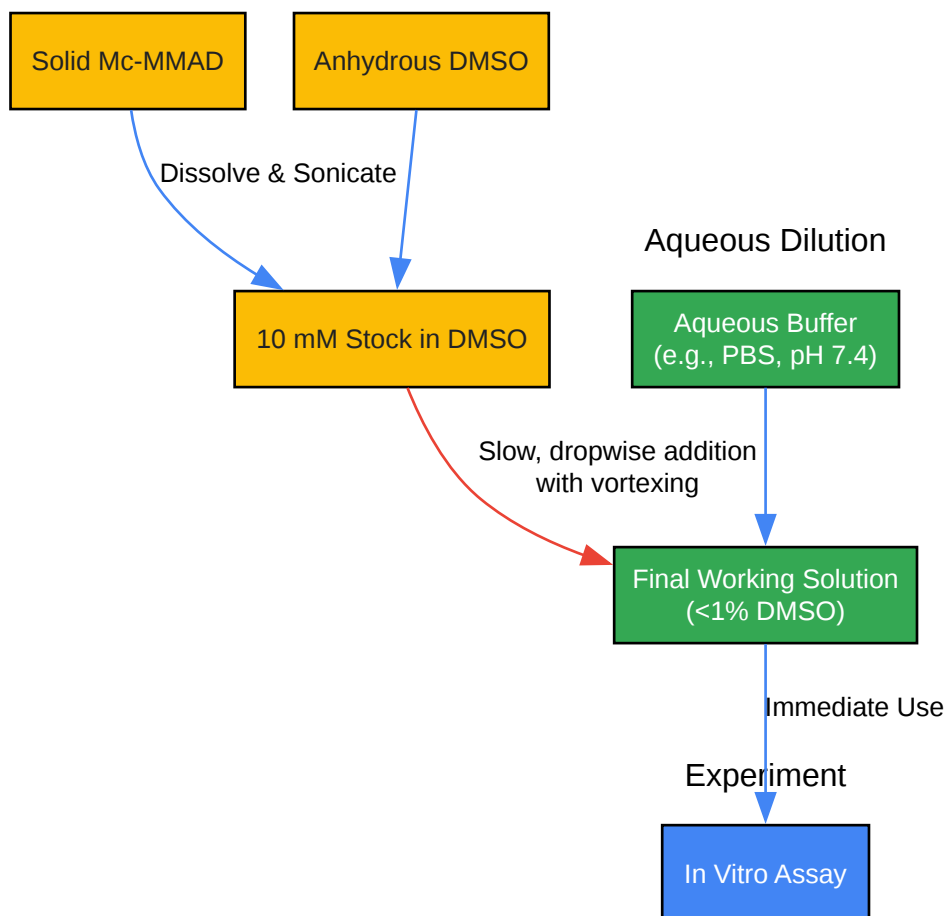 Solid Mc-MMAD
Anhydrous DMSO
Dissolve & Sonicate
Aqueous Dilution
10 mM Stock in DMSO
Aqueous Buffer
(e.g., PBS, pH 7.4)
Slow, dropwise addition
with vortexing
Final Working Solution
(<1% DMSO)
Immediate Use
Experiment
In Vitro Assay